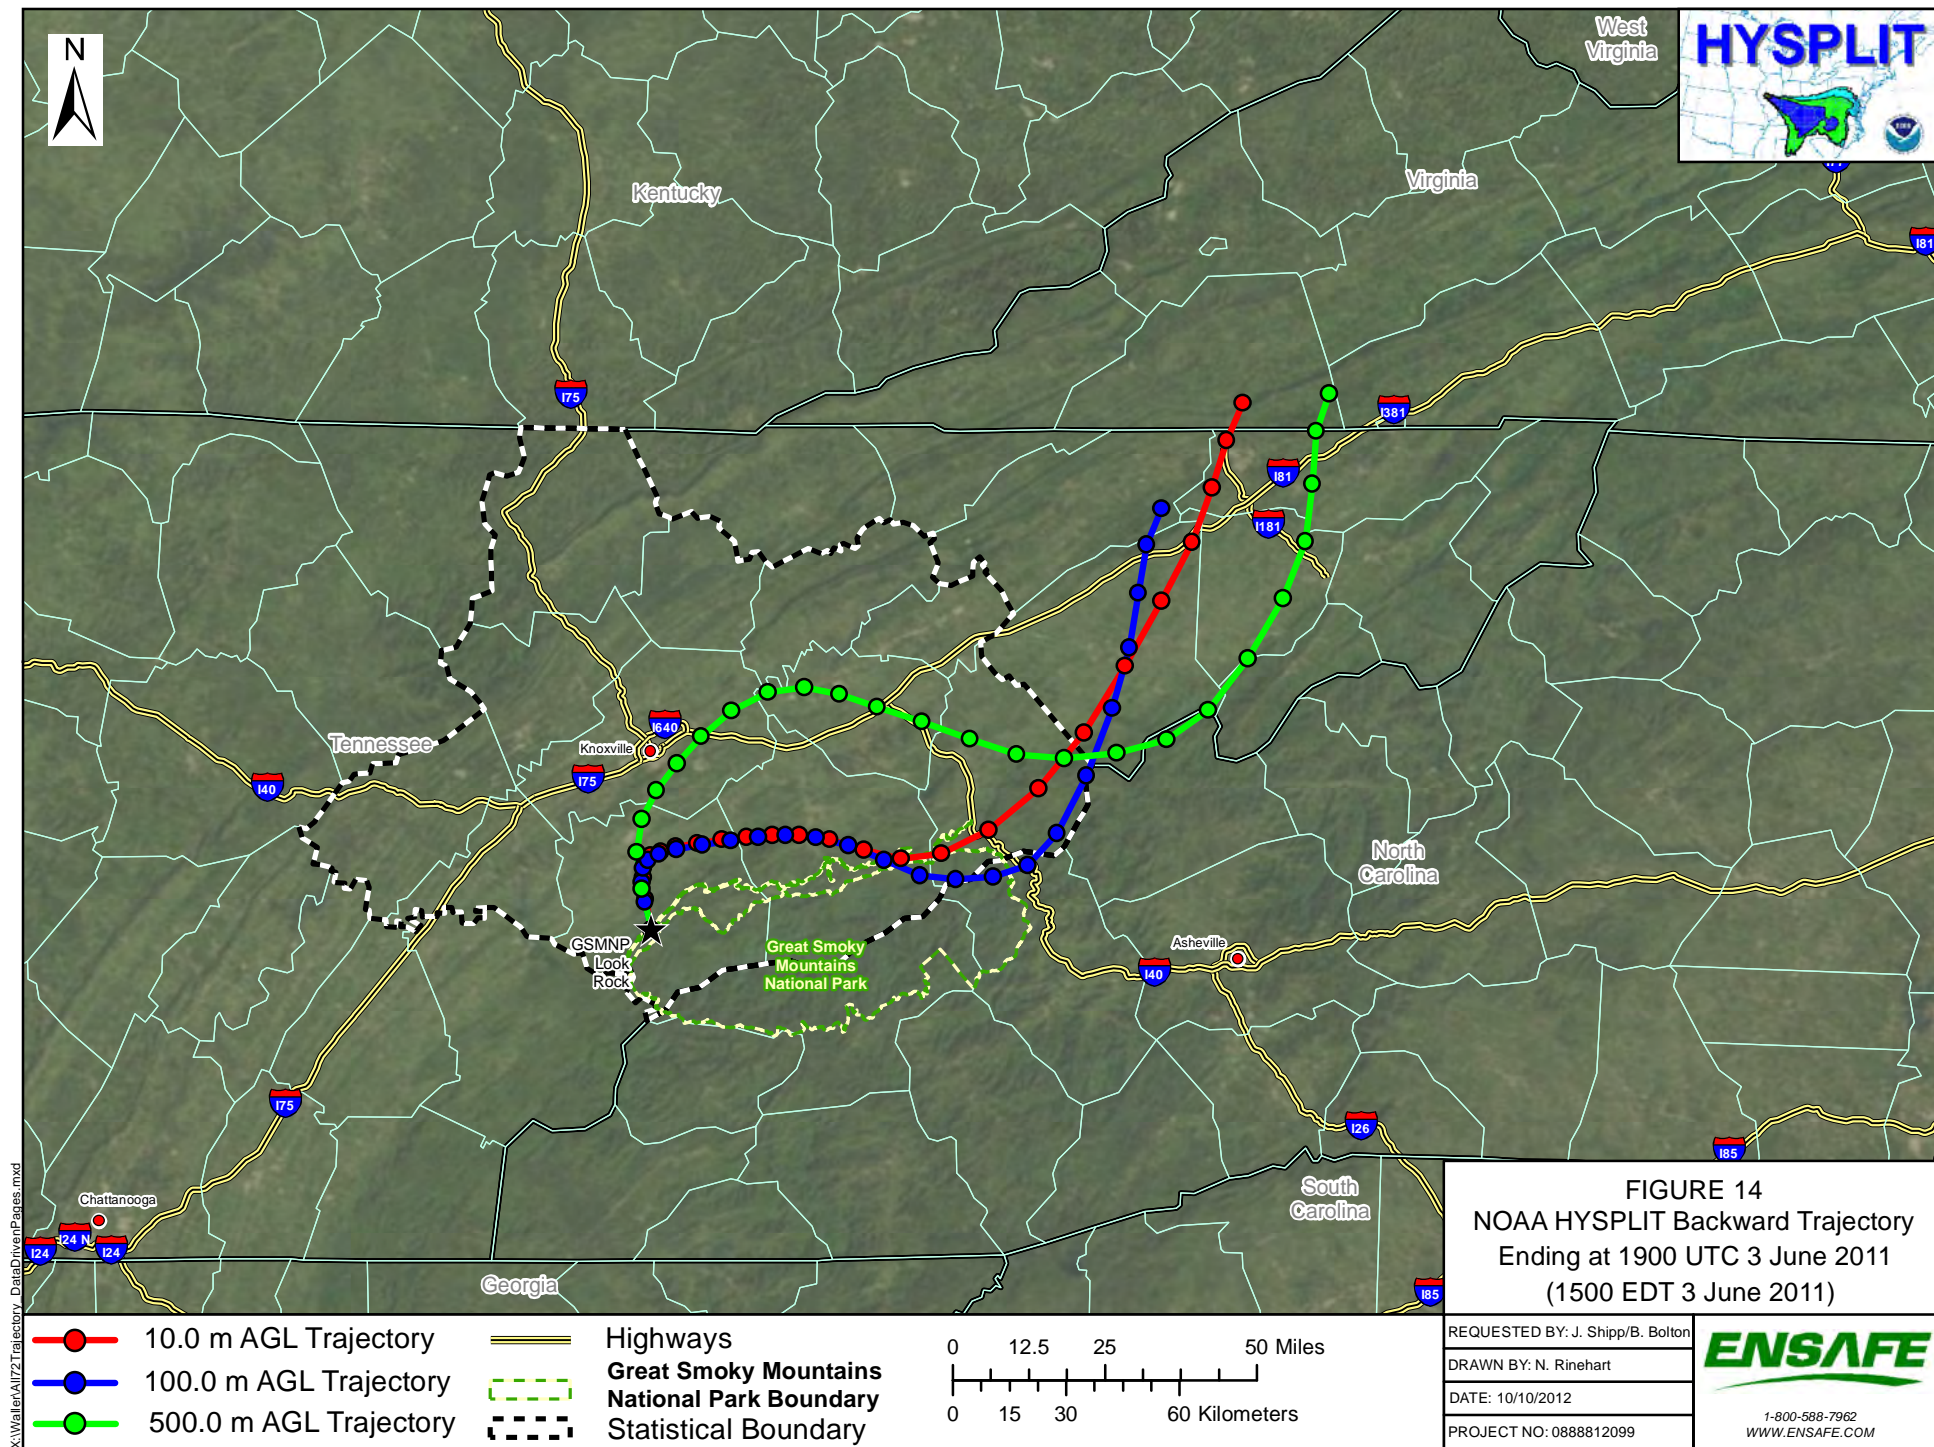 N
West
Virginia
HYSPLIT
Kentucky
Virginia
I81
I75
I381
I81
I181
Tennessee
I640
Knoxville
I75
I40
North
Carolina
GSMNP
Look
Rock
Great Smoky
Mountains
National Park
Asheville
I40
I75
I26
I85
Chattanooga
I24 N
I24
I24
South
Carolina
Georgia
I85
X:\Waller\All72Trajectory_DataDrivenPages.mxd
FIGURE 14
NOAA HYSPLIT Backward Trajectory
Ending at 1900 UTC 3 June 2011
(1500 EDT 3 June 2011)
10.0 m AGL Trajectory
100.0 m AGL Trajectory
500.0 m AGL Trajectory
Highways
Great Smoky Mountains
National Park Boundary
Statistical Boundary
0 12.5 25 50 Miles
0 15 30 60 Kilometers
REQUESTED BY: J. Shipp/B. Bolton
DRAWN BY: N. Rinehart
DATE: 10/10/2012
PROJECT NO: 0888812099
ENSAFE
1-800-588-7962
WWW.ENSAFE.COM